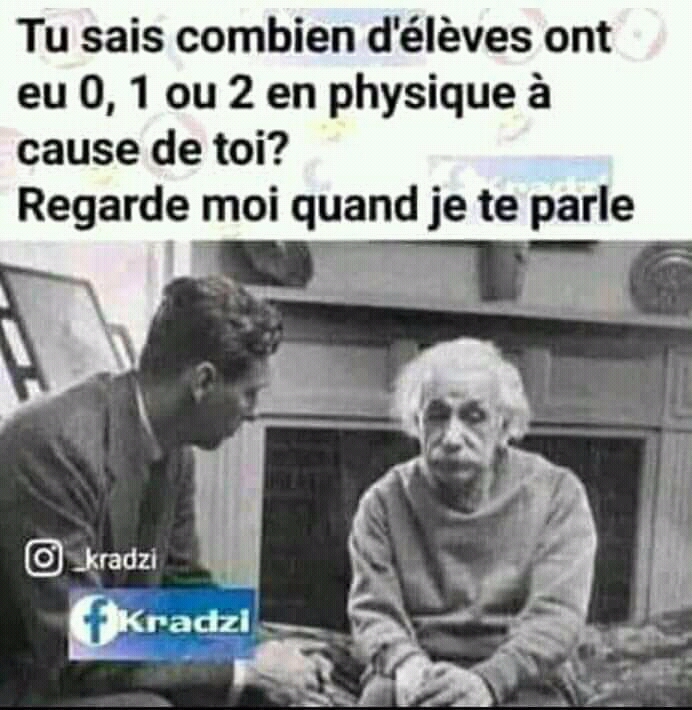 Tu sais combien d'élèves ont
eu 0, 1 ou 2 en physique à
cause de toi?
Regarde moi quand je te parle
_kradzi
Kradzi